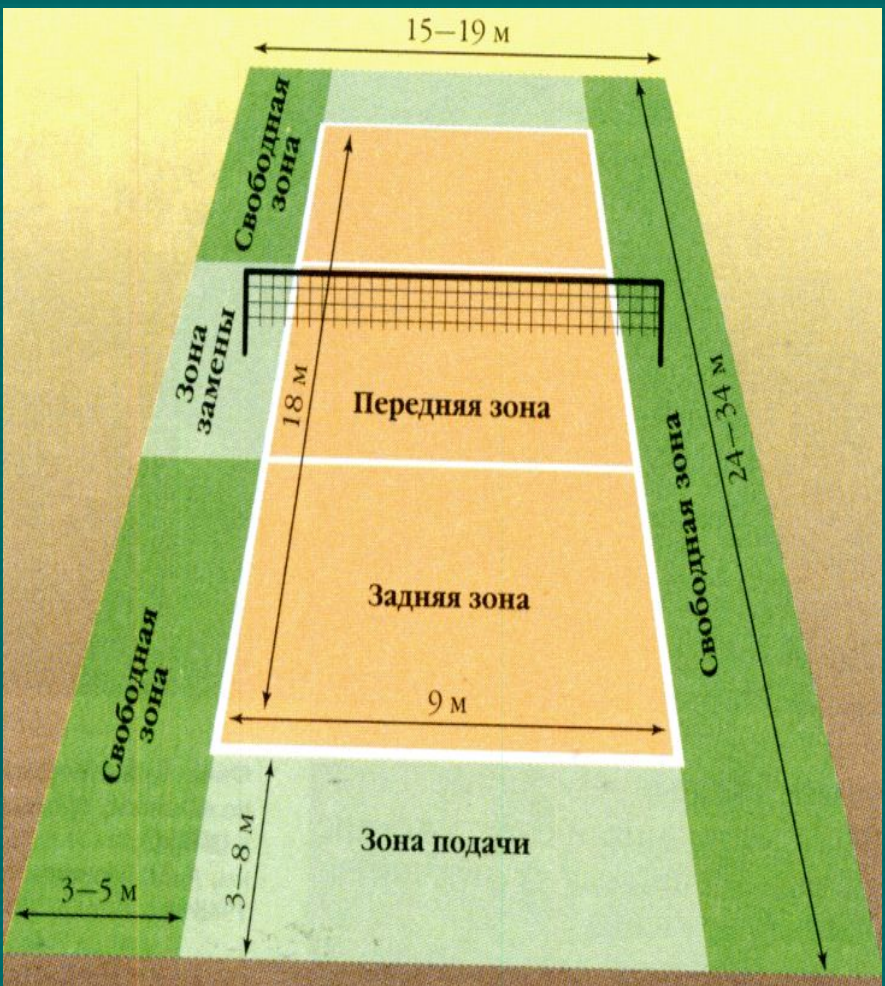 15–19 м
Свободная
зона
Зона
замены
18 м
Передняя зона
24–34 м
Свободная зона
Задняя зона
Свободная
зона
9 м
Зона подачи
3–8 м
3–5 м